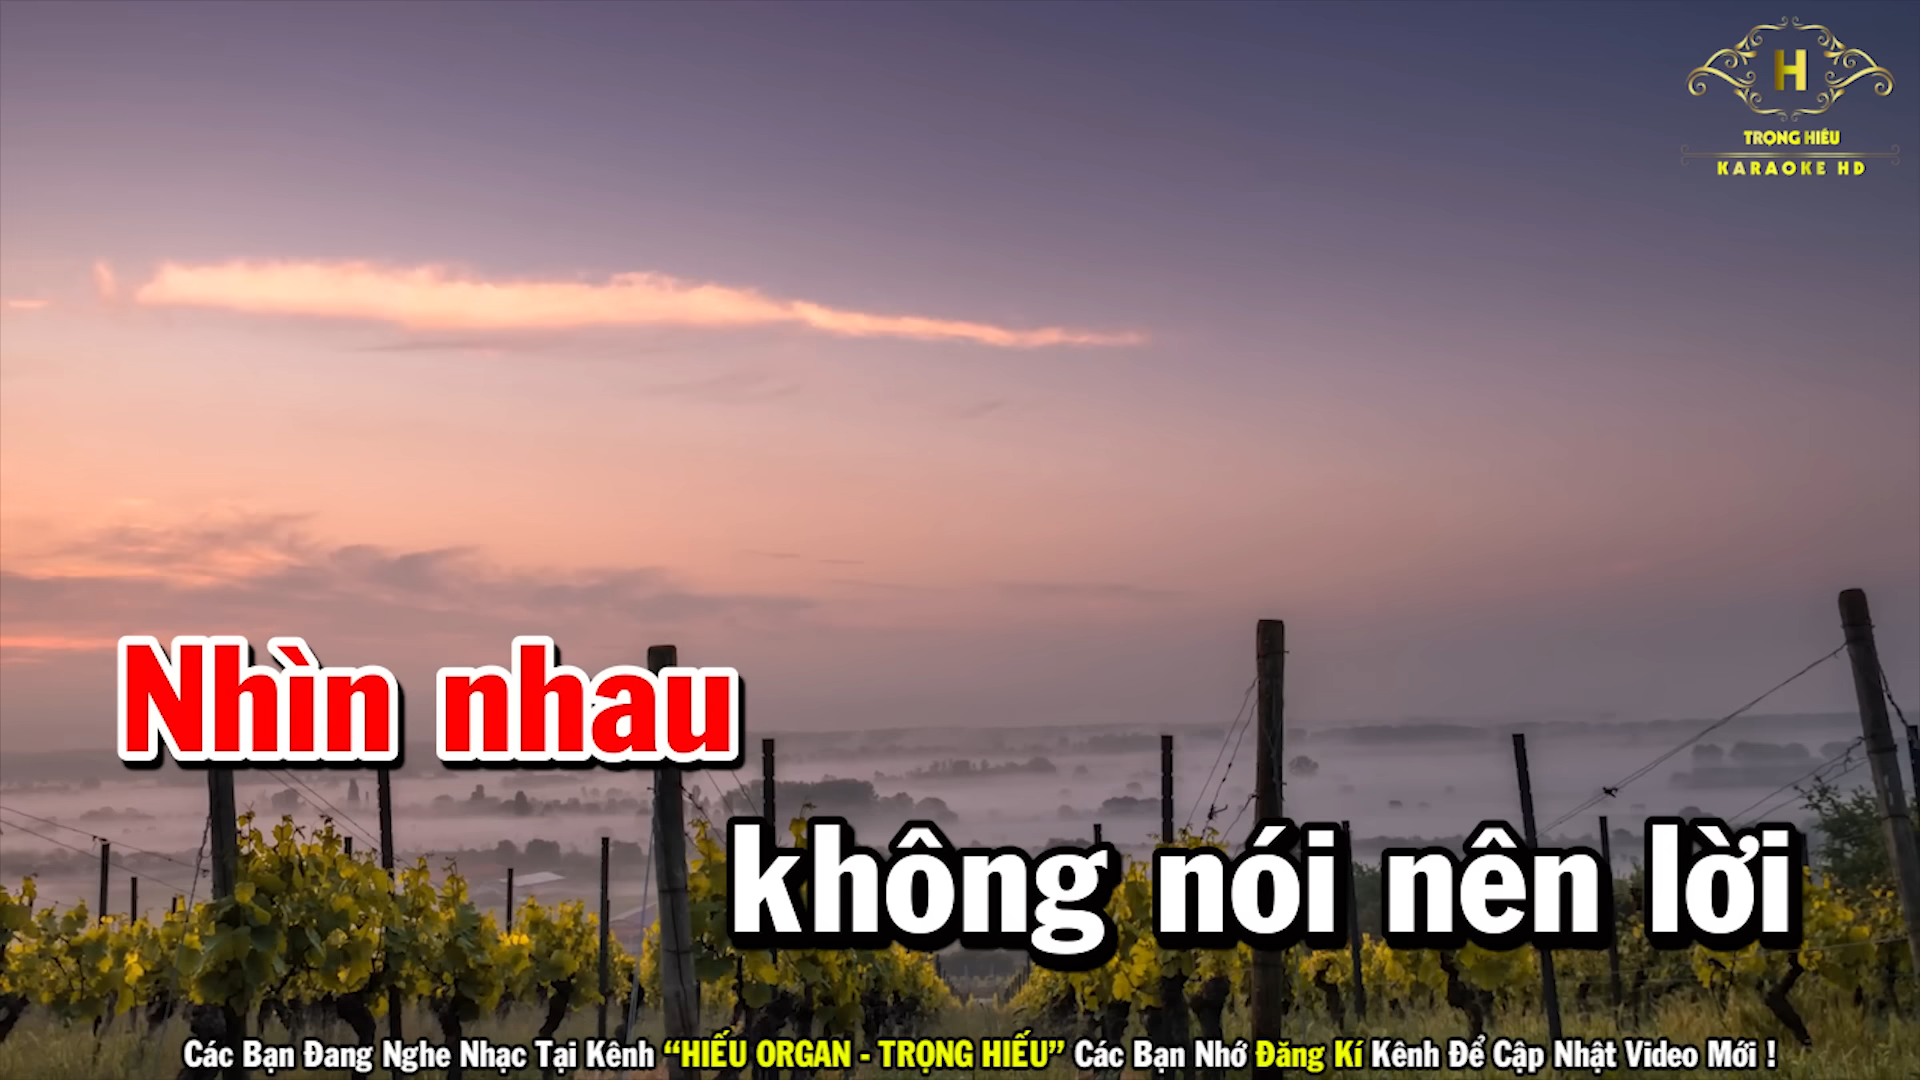 H
TRỌNG HIẾU
KARAOKE HD
Nhìn nhau
không nói nên lời
Các Bạn Đang Nghe Nhạc Tại Kênh “HIẾU ORGAN - TRỌNG HIẾU” Các Bạn Nhớ Đăng Kí Kênh Để Cập Nhật Video Mới !